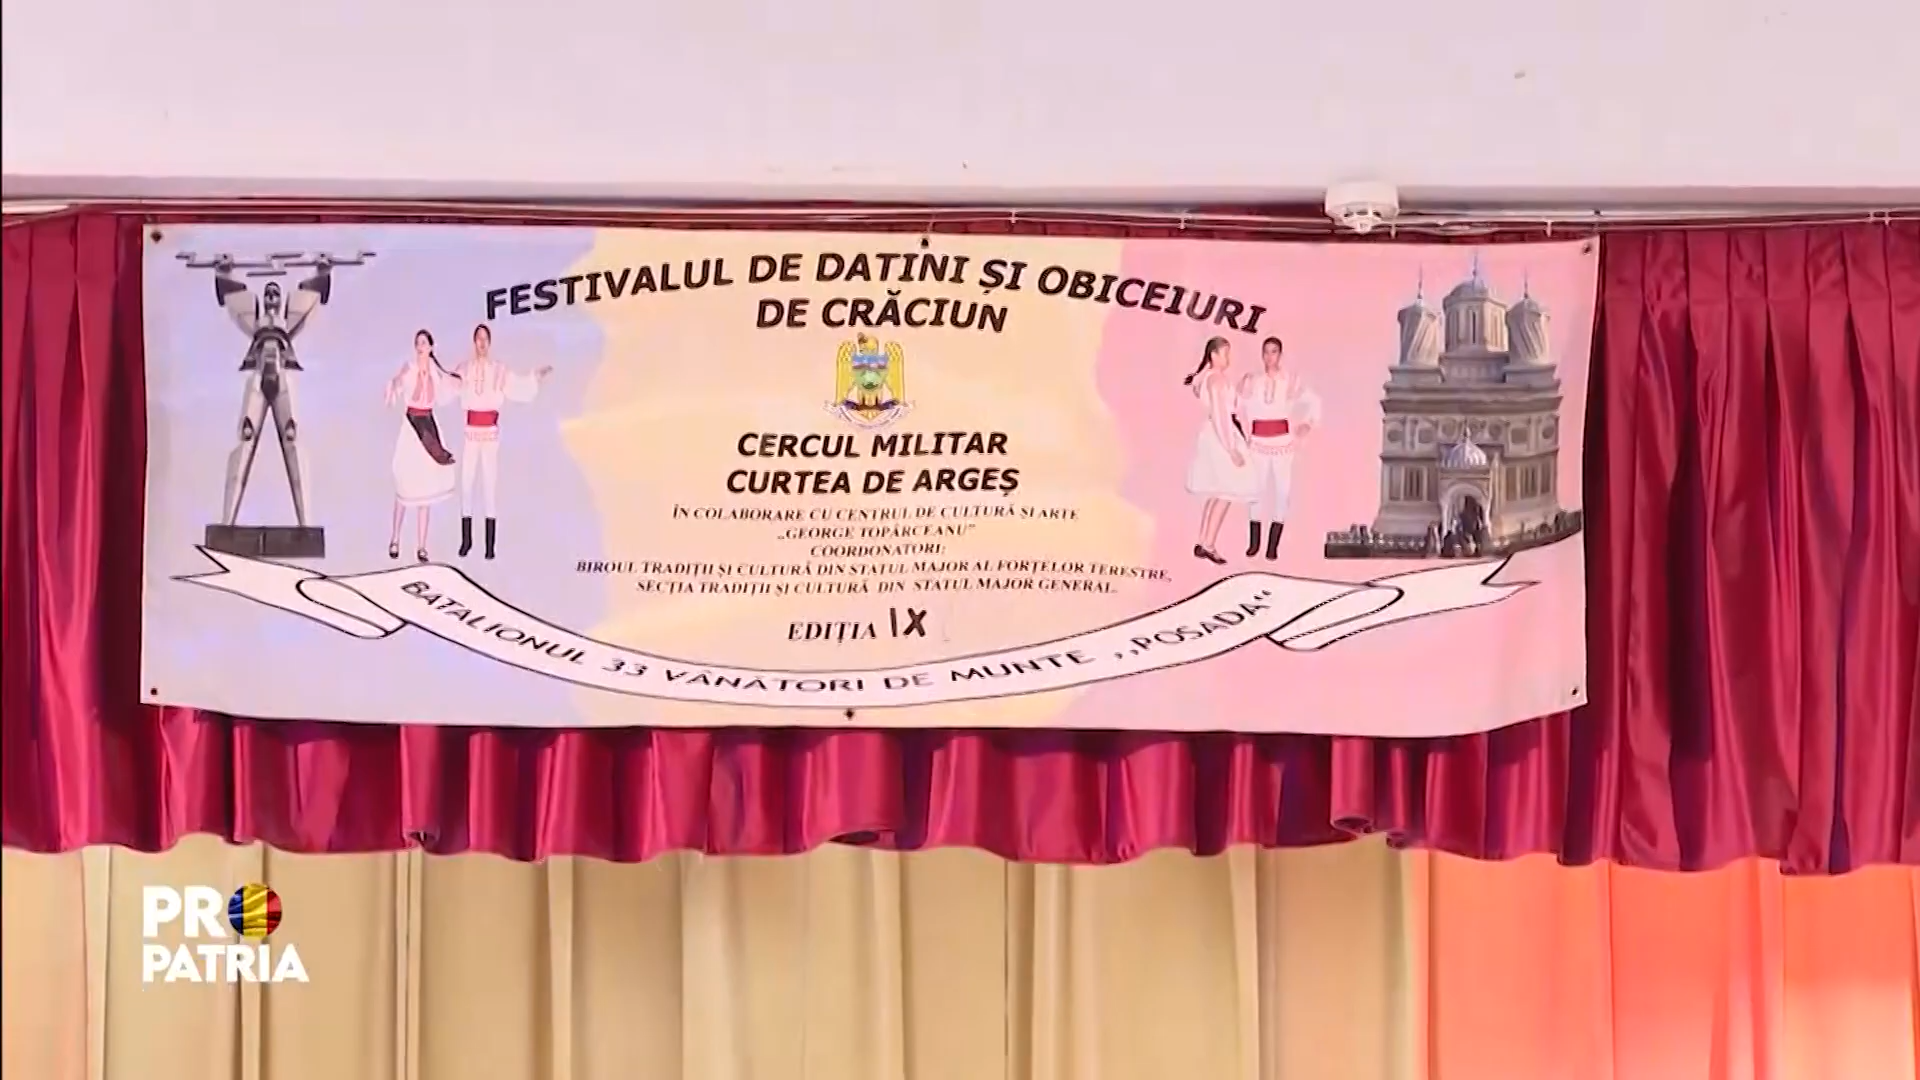 FESTIVALUL DE DATINI ȘI OBICEIURI
DE CRĂCIUN
CERCUL MILITAR
CURTEA DE ARGEȘ
ÎN COLABORARE CU CENTRUL DE CULTURĂ ȘI ARTE
„GEORGE TOPÂRCEANU”
COORDONATORI:
BIROUL TRADIȚII ȘI CULTURĂ DIN STATUL MAJOR AL FORȚELOR TERESTRE,
SECȚIA TRADIȚII ȘI CULTURĂ DIN STATUL MAJOR GENERAL.
EDIȚIA IX
BATALIONUL 33 VÂNĂTORI DE MUNTE ,,POSADA“
PRO
PATRIA